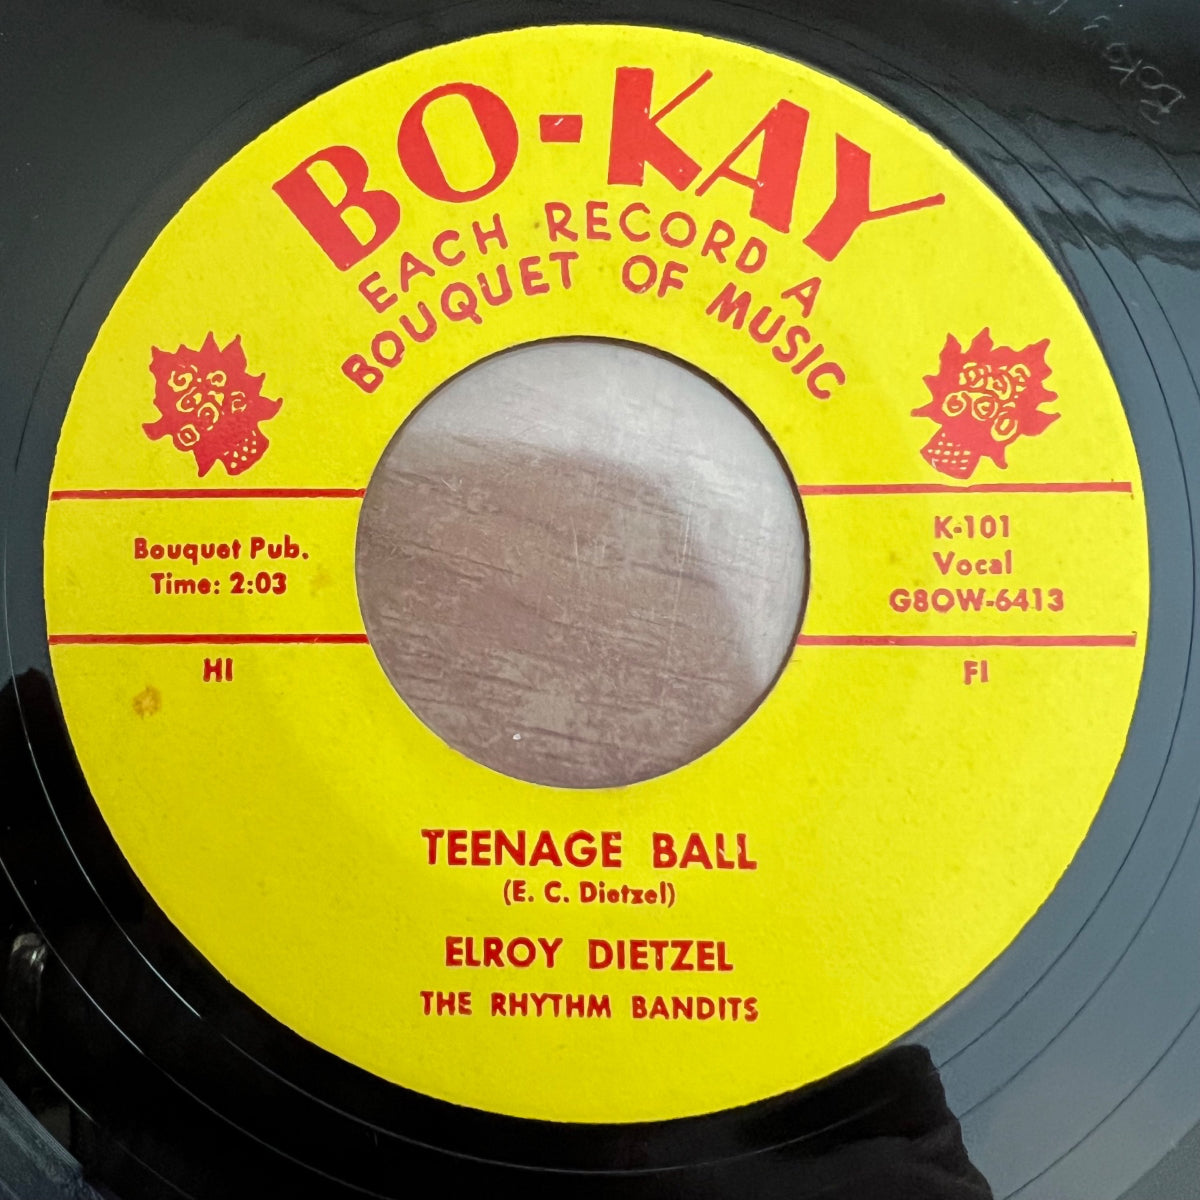 BO-KAY
EACH RECORD A
BOUQUET OF MUSIC
Bouquet Pub.
Time: 2:03
K-101
Vocal
G8OW-6413
HI
FI
TEENAGE BALL
(E. C. Dietzel)
ELROY DIETZEL
THE RHYTHM BANDITS